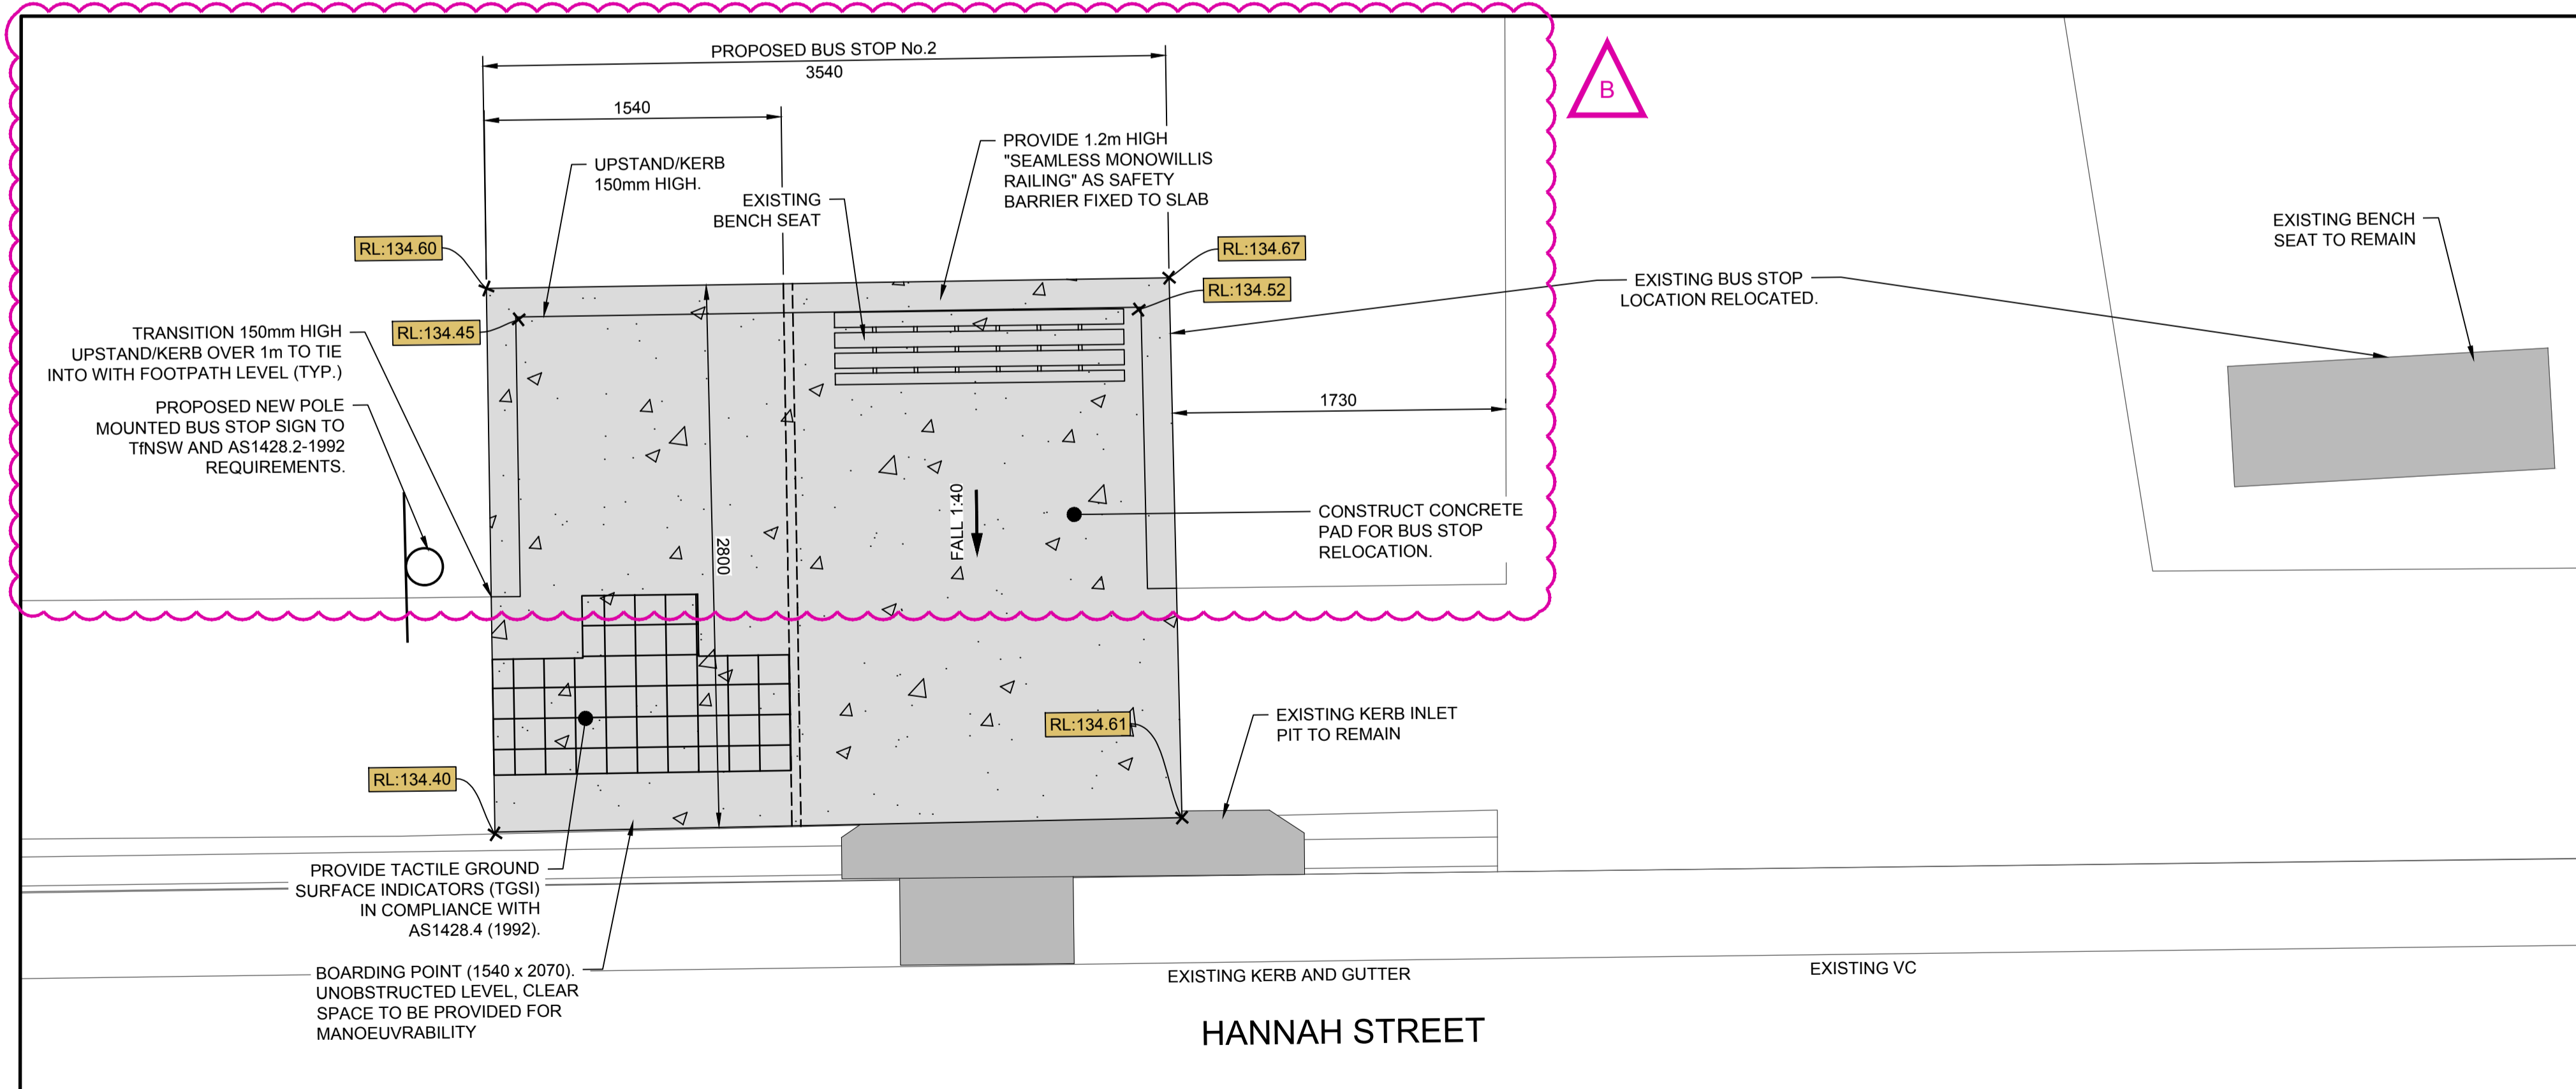 PROPOSED BUS STOP No.2
3540
1540
B
UPSTAND/KERB
150mm HIGH.
EXISTING
BENCH SEAT
PROVIDE 1.2m HIGH
"SEAMLESS MONOWILLIS
RAILING" AS SAFETY
BARRIER FIXED TO SLAB
RL:134.60
RL:134.67
RL:134.52
RL:134.45
EXISTING BUS STOP
LOCATION RELOCATED.
EXISTING BENCH
SEAT TO REMAIN
TRANSITION 150mm HIGH
UPSTAND/KERB OVER 1m TO TIE
INTO WITH FOOTPATH LEVEL (TYP.)
PROPOSED NEW POLE
MOUNTED BUS STOP SIGN TO
TfNSW AND AS1428.2-1992
REQUIREMENTS.
1730
2800
FALL 1:40
CONSTRUCT CONCRETE
PAD FOR BUS STOP
RELOCATION.
RL:134.61
EXISTING KERB INLET
PIT TO REMAIN
RL:134.40
PROVIDE TACTILE GROUND
SURFACE INDICATORS (TGSI)
IN COMPLIANCE WITH
AS1428.4 (1992).
BOARDING POINT (1540 x 2070).
UNOBSTRUCTED LEVEL, CLEAR
SPACE TO BE PROVIDED FOR
MANOEUVRABILITY
EXISTING KERB AND GUTTER
EXISTING VC
HANNAH STREET